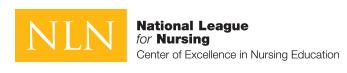 NLN
National League
for Nursing
Center of Excellence in Nursing Education